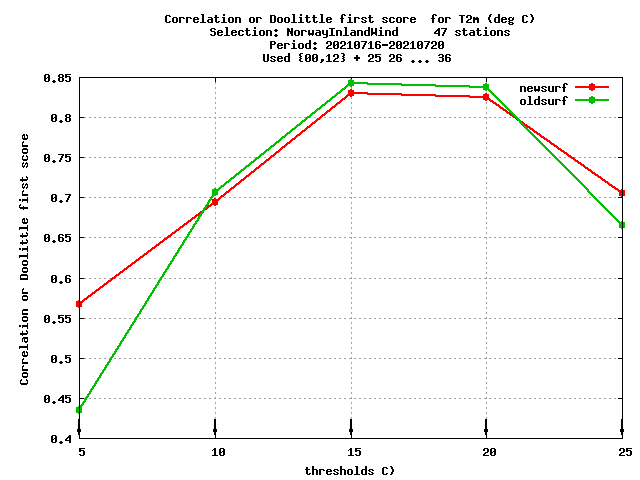 Correlation or Doolittle first score  for T2m (deg C)
Selection: NorwayInlandWind     47 stations
Period: 20210716-20210720
Used {00,12} + 25 26 ... 36
newsurf
oldsurf
Correlation or Doolittle first score
0.85
0.8
0.75
0.7
0.65
0.6
0.55
0.5
0.45
0.4
5 10 15 20 25
thresholds C)